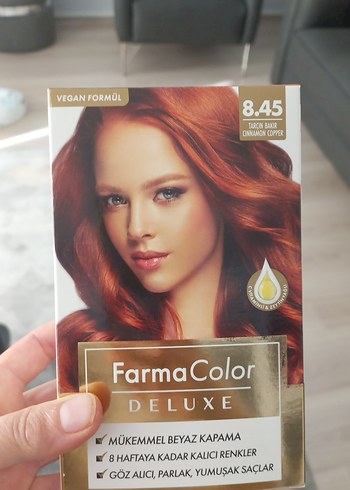 VEGAN FORMÜL
8.45
TARÇIN BAKIR
CINNAMON COPPER
FarmaColor
DELUXE
MÜKEMMEL BEYAZ KAPAMA
8 HAFTAYA KADAR KALICI RENKLER
GÖZ ALICI, PARLAK, YUMUŞAK SAÇLAR